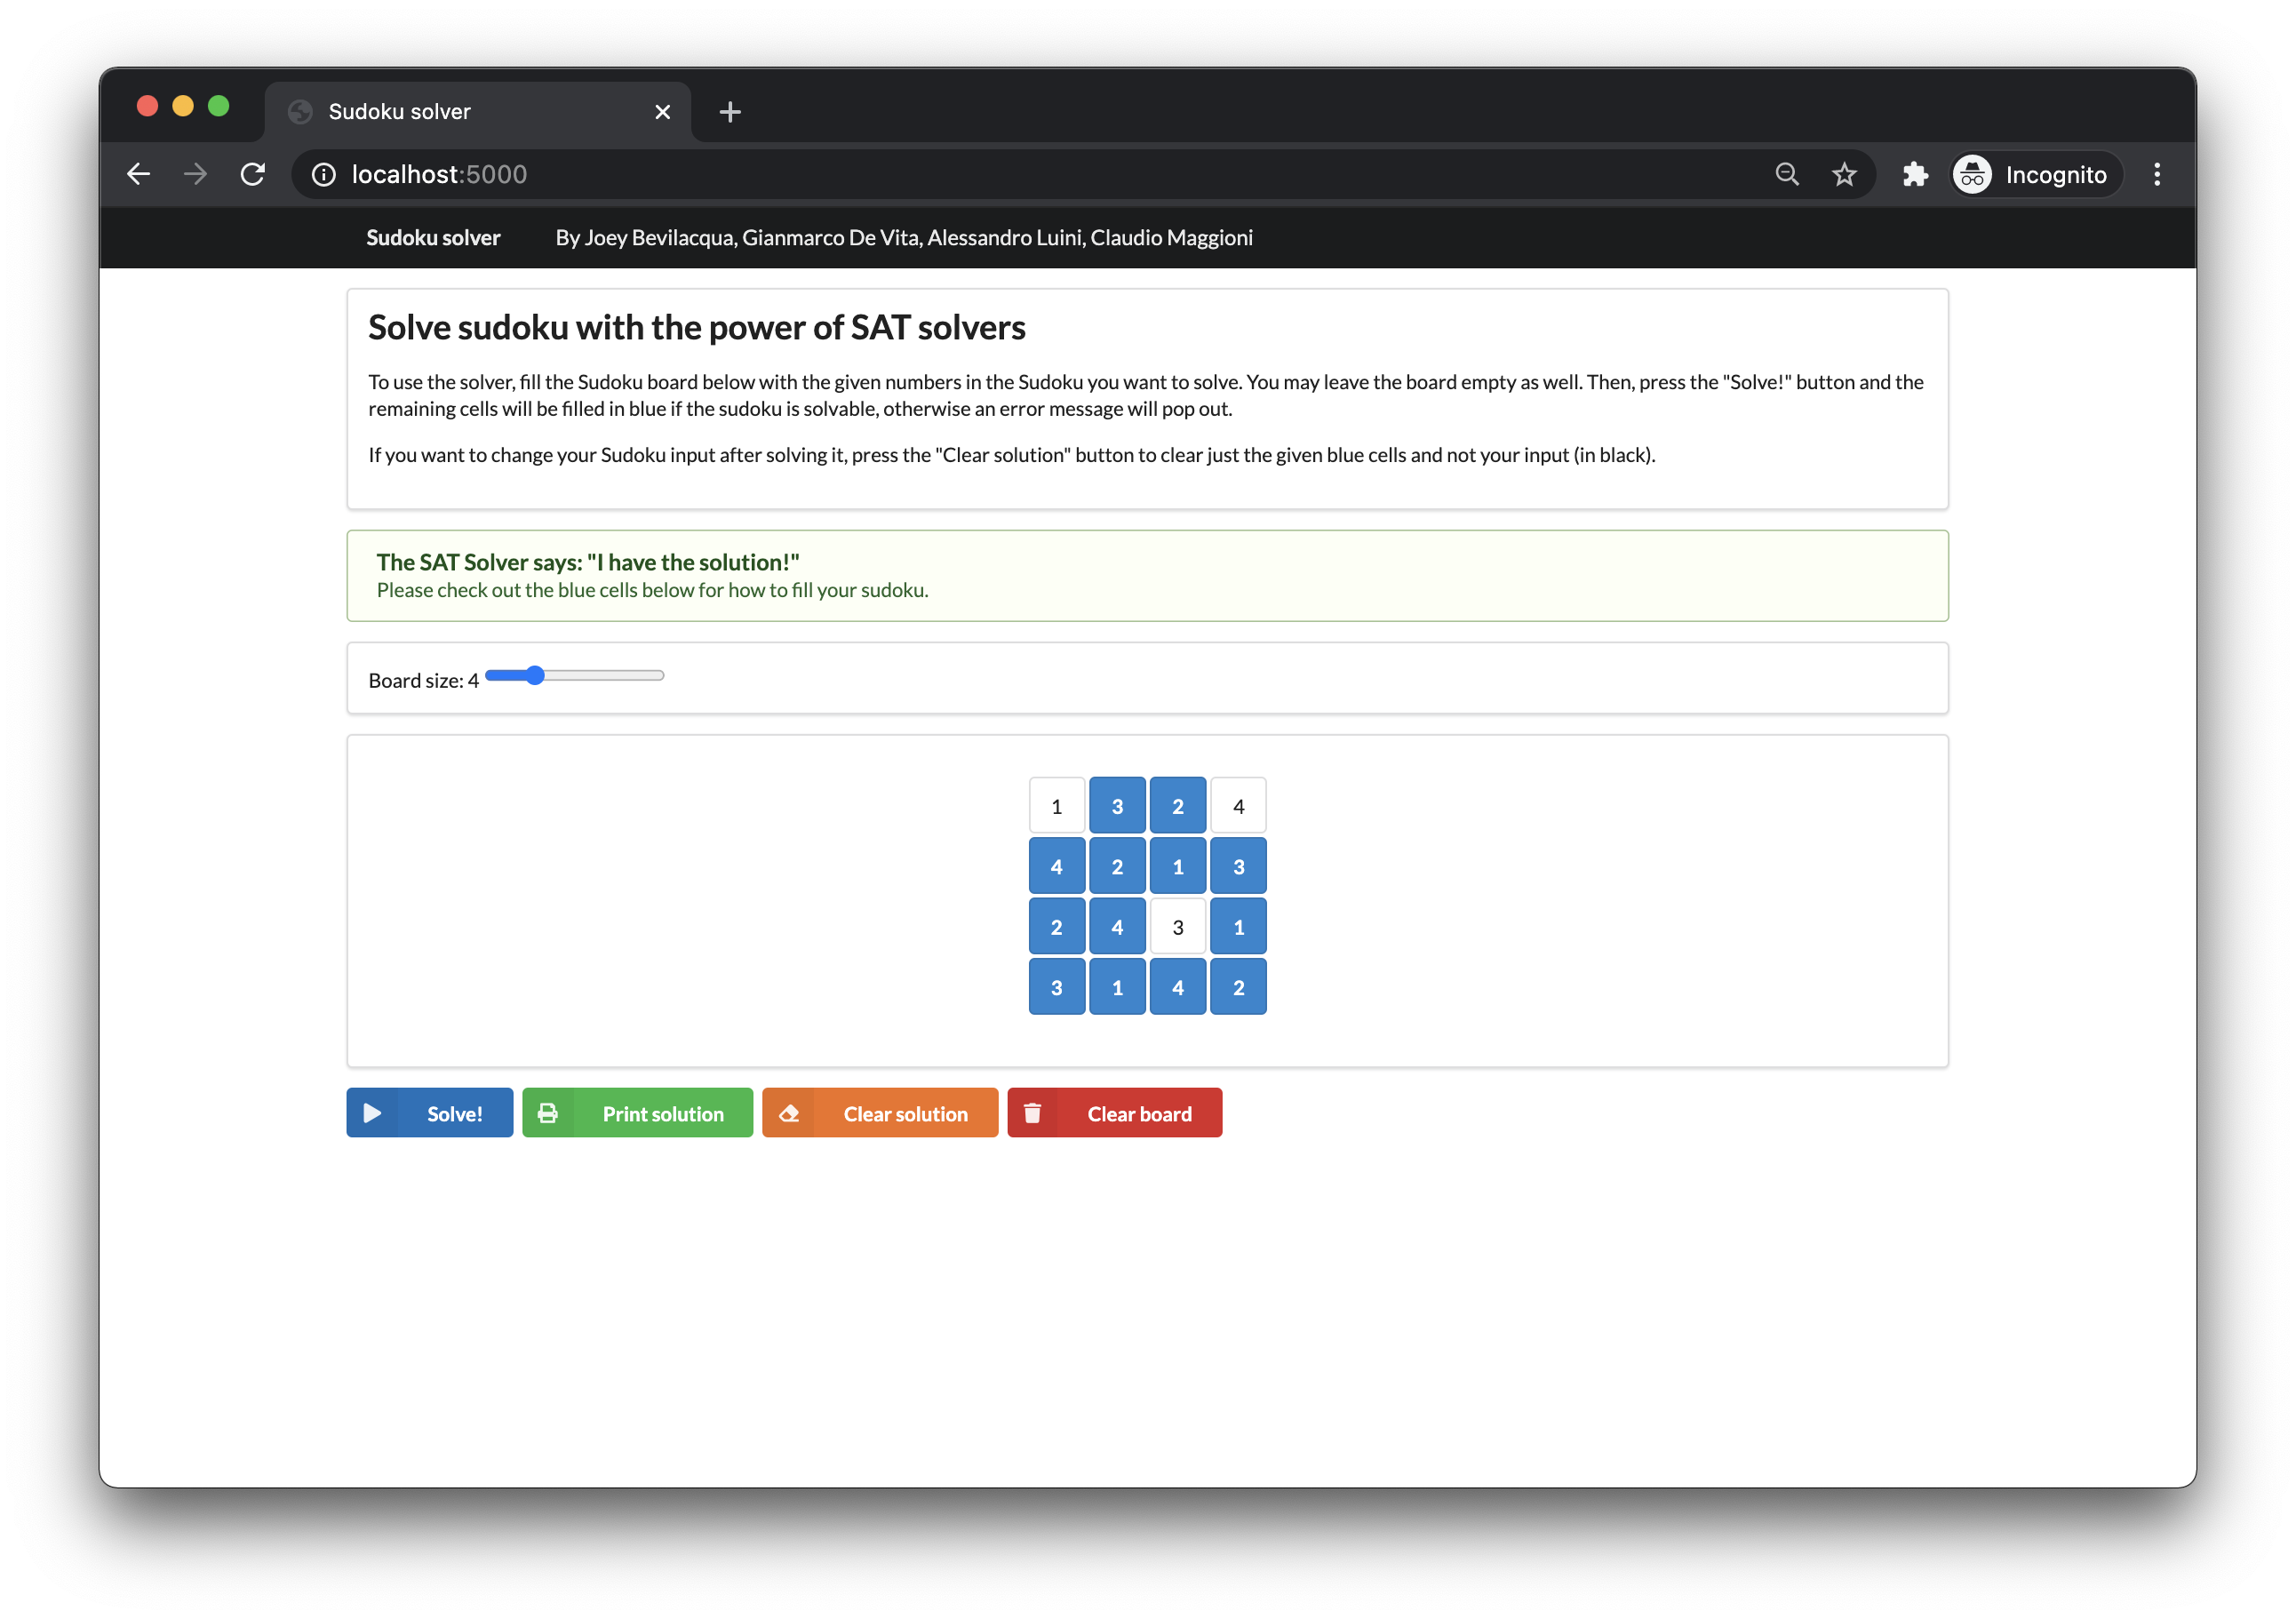 Sudoku solver
localhost:5000
Incognito
Sudoku solver By Joey Bevilacqua, Gianmarco De Vita, Alessandro Luini, Claudio Maggioni
Solve sudoku with the power of SAT solvers
To use the solver, fill the Sudoku board below with the given numbers in the Sudoku you want to solve. You may leave the board empty as well. Then, press the "Solve!" button and the
remaining cells will be filled in blue if the sudoku is solvable, otherwise an error message will pop out.
If you want to change your Sudoku input after solving it, press the "Clear solution" button to clear just the given blue cells and not your input (in black).
The SAT Solver says: "I have the solution!"
Please check out the blue cells below for how to fill your sudoku.
Board size: 4
1 3 2 4
4 2 1 3
2 4 3 1
3 1 4 2
Solve! Print solution Clear solution Clear board